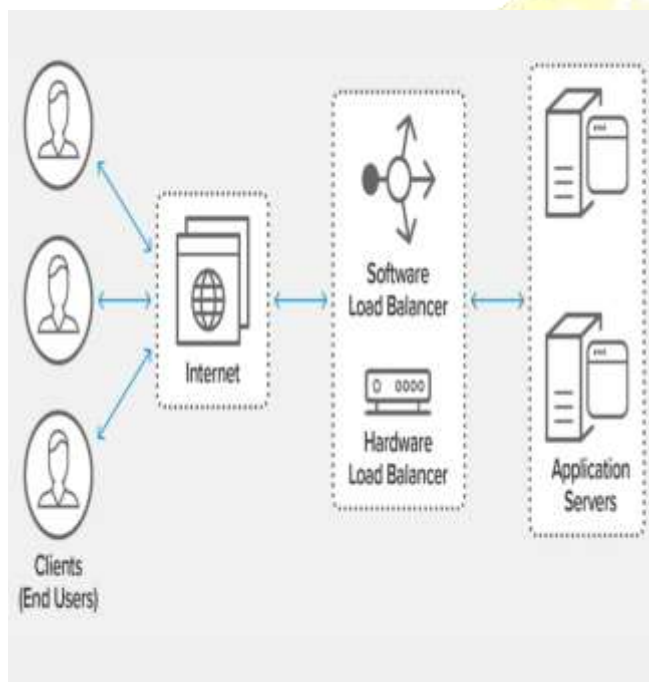 Clients
(End Users)
Internet
Software
Load Balancer
Hardware
Load Balancer
Application
Servers